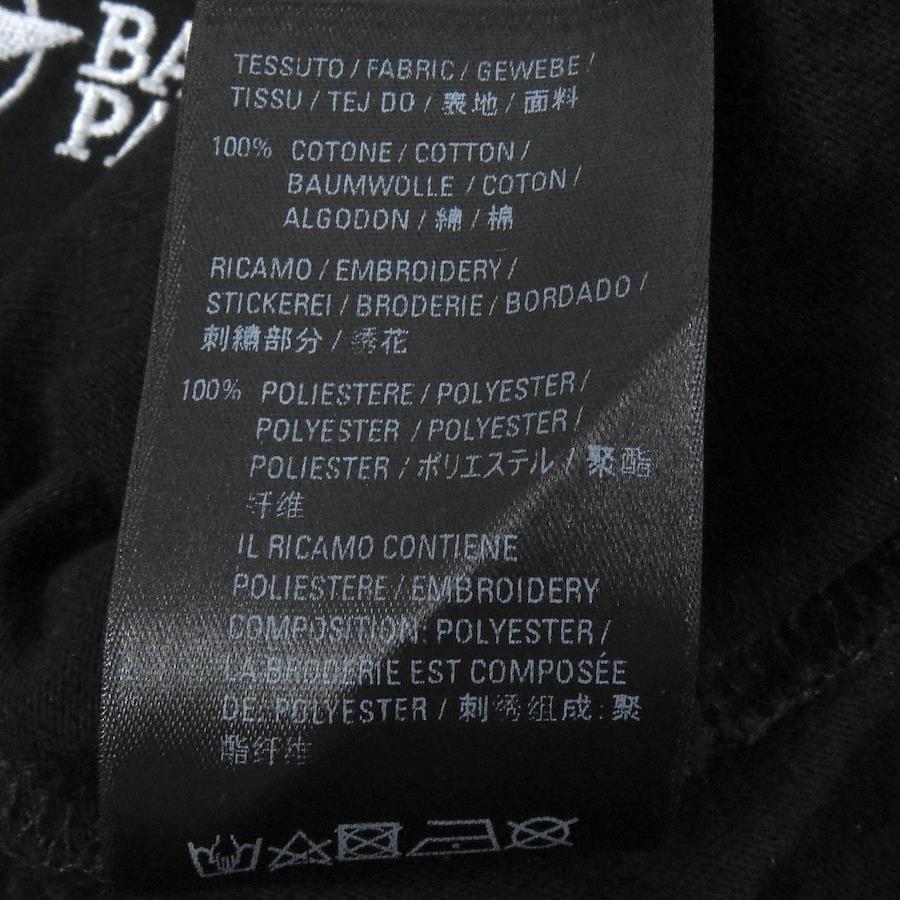 BA
PA
TESSUTO / FABRIC / GEWEBE /
TISSU / TEJ DO / 表地 / 面料
100% COTONE / COTTON /
BAUMWOLLE / COTON /
ALGODON / 綿 / 棉
RICAMO / EMBROIDERY /
STICKEREI / BRODERIE / BORDADO /
刺繍部分 / 绣花
100% POLIESTERE / POLYESTER /
POLYESTER / POLYESTER /
POLIESTER / ポリエステル / 聚酯
纤维
IL RICAMO CONTIENE
POLIESTERE / EMBROIDERY
COMPOSITION: POLYESTER /
LA BRODERIE EST COMPOSÉE
DE: POLYESTER / 刺绣组成: 聚
酯纤维